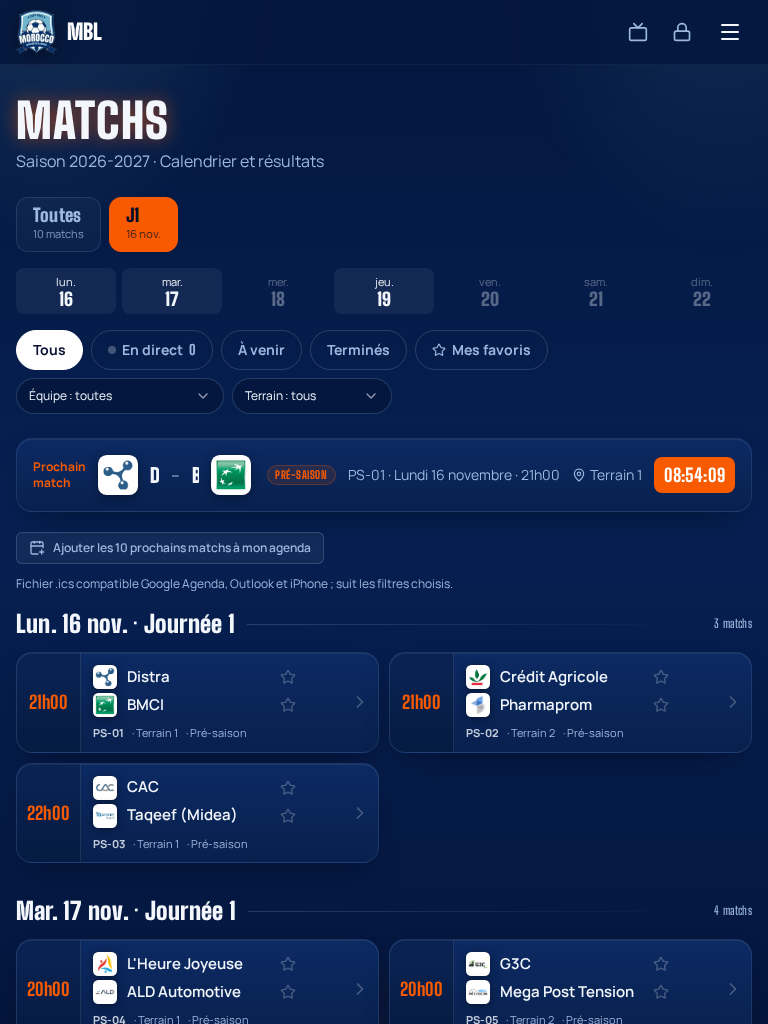 MOROCCO
MBL
MATCHS
Saison 2026-2027 · Calendrier et résultats
Toutes
10 matchs
J1
16 nov.
lun. mar. mer. jeu. ven. sam. dim.
16 17 18 19 20 21 22
Tous En direct 0 À venir Terminés Mes favoris
Équipe : toutes Terrain : tous
Prochain match D – B PRÉ-SAISON PS-01 · Lundi 16 novembre · 21h00 Terrain 1 08:54:09
Ajouter les 10 prochains matchs à mon agenda
Fichier .ics compatible Google Agenda, Outlook et iPhone ; suit les filtres choisis.
Lun. 16 nov. · Journée 1 3 matchs
21h00
Distra
BMCI
PS-01 · Terrain 1 · Pré-saison
21h00
Crédit Agricole
Pharmaprom
PS-02 · Terrain 2 · Pré-saison
22h00
CAC
Taqeef (Midea)
PS-03 · Terrain 1 · Pré-saison
Mar. 17 nov. · Journée 1 4 matchs
20h00
L'Heure Joyeuse
ALD Automotive
PS-04 · Terrain 1 · Pré-saison
20h00
G3C
Mega Post Tension
PS-05 · Terrain 2 · Pré-saison